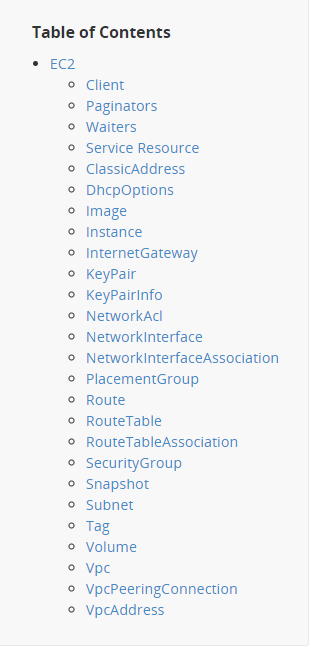 Table of Contents
EC2
Client
Paginators
Waiters
Service Resource
ClassicAddress
DhcpOptions
Image
Instance
InternetGateway
KeyPair
KeyPairInfo
NetworkAcl
NetworkInterface
NetworkInterfaceAssociation
PlacementGroup
Route
RouteTable
RouteTableAssociation
SecurityGroup
Snapshot
Subnet
Tag
Volume
Vpc
VpcPeeringConnection
VpcAddress